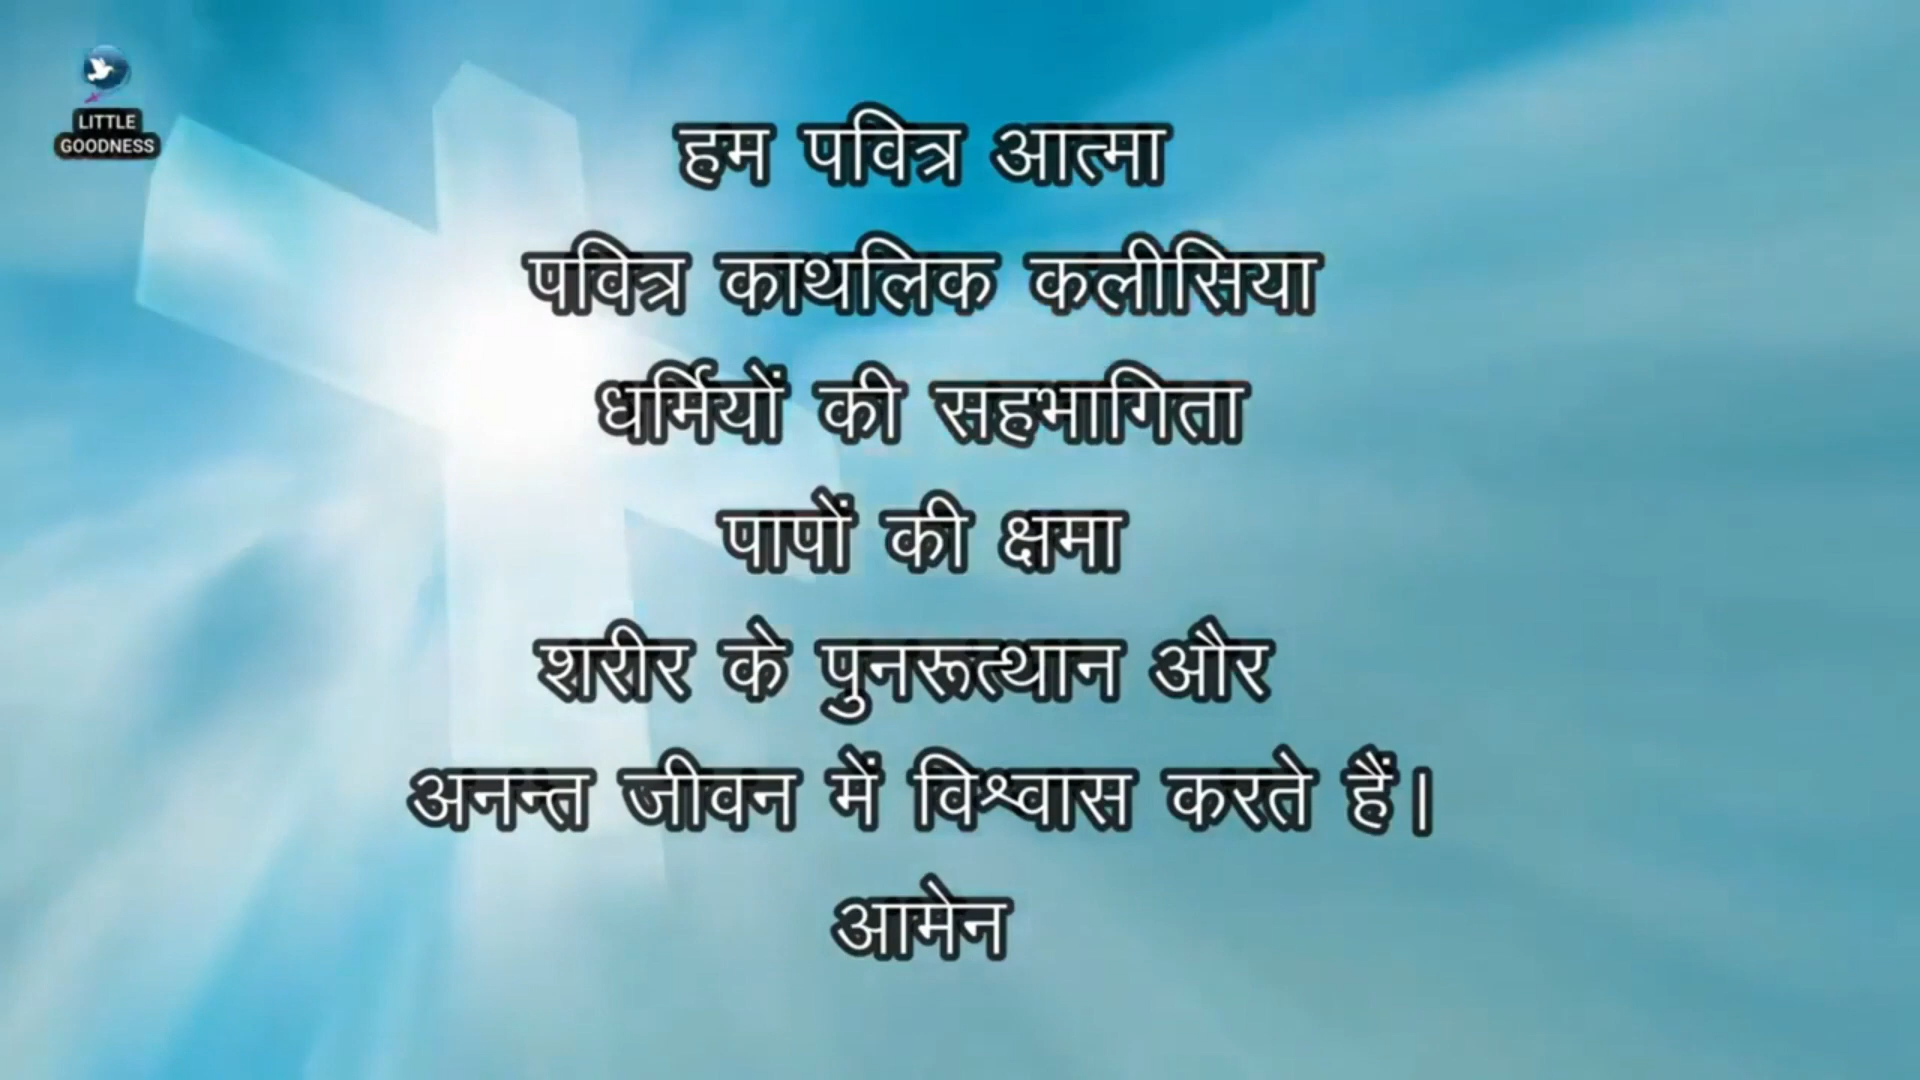 LITTLE
GOODNESS
हम पवित्र आत्मा
पवित्र काथलिक कलीसिया
धर्मियों की सहभागिता
पापों की क्षमा
शरीर के पुनरूत्थान और
अनन्त जीवन में विश्वास करते हैं।
आमेन